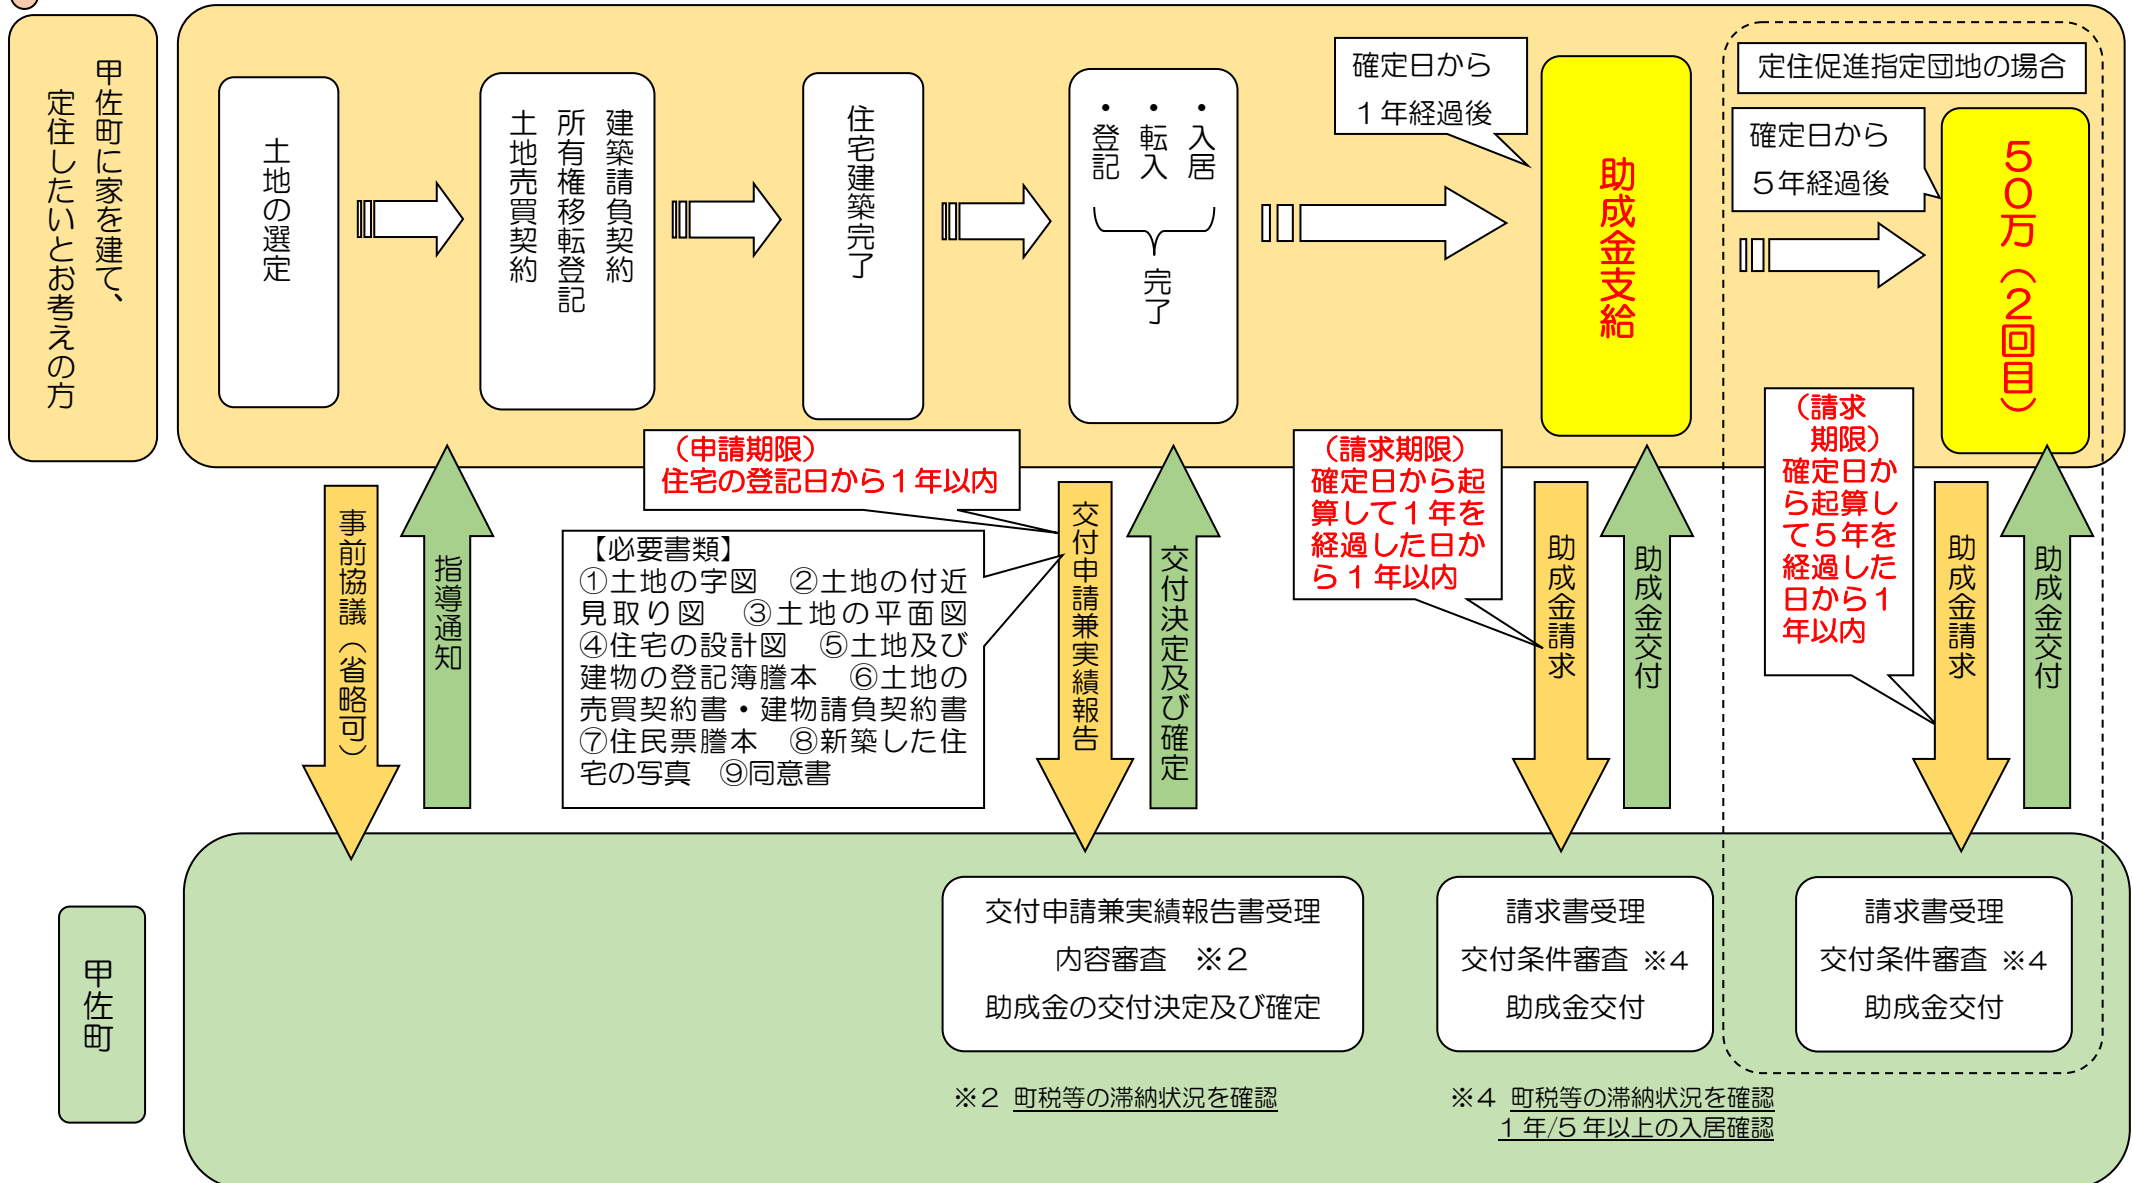 甲佐町に家を建て、
定住したいとお考えの方
土地の選定
建築請負契約
所有権移転登記
土地売買契約
住宅建築完了
・入居
・転入
・登記
完了
確定日から
１年経過後
助成金支給
定住促進指定団地の場合
確定日から
５年経過後
５０万（２回目）
事前協議（省略可）
指導通知
（申請期限）
住宅の登記日から１年以内
【必要書類】
①土地の字図　②土地の付近
見取り図　③土地の平面図
④住宅の設計図　⑤土地及び
建物の登記簿謄本　⑥土地の
売買契約書・建物請負契約書
⑦住民票謄本　⑧新築した住
宅の写真　⑨同意書
交付申請兼実績報告
交付決定及び確定
（請求期限）
確定日から起
算して１年を
経過した日か
ら１年以内
助成金請求
助成金交付
（請求
期限）
確定日か
ら起算し
て５年を
経過した
日から１
年以内
助成金請求
助成金交付
甲佐町
交付申請兼実績報告書受理
内容審査　※２
助成金の交付決定及び確定
請求書受理
交付条件審査 ※４
助成金交付
請求書受理
交付条件審査 ※４
助成金交付
※２ 町税等の滞納状況を確認
※４ 町税等の滞納状況を確認
１年/５年以上の入居確認